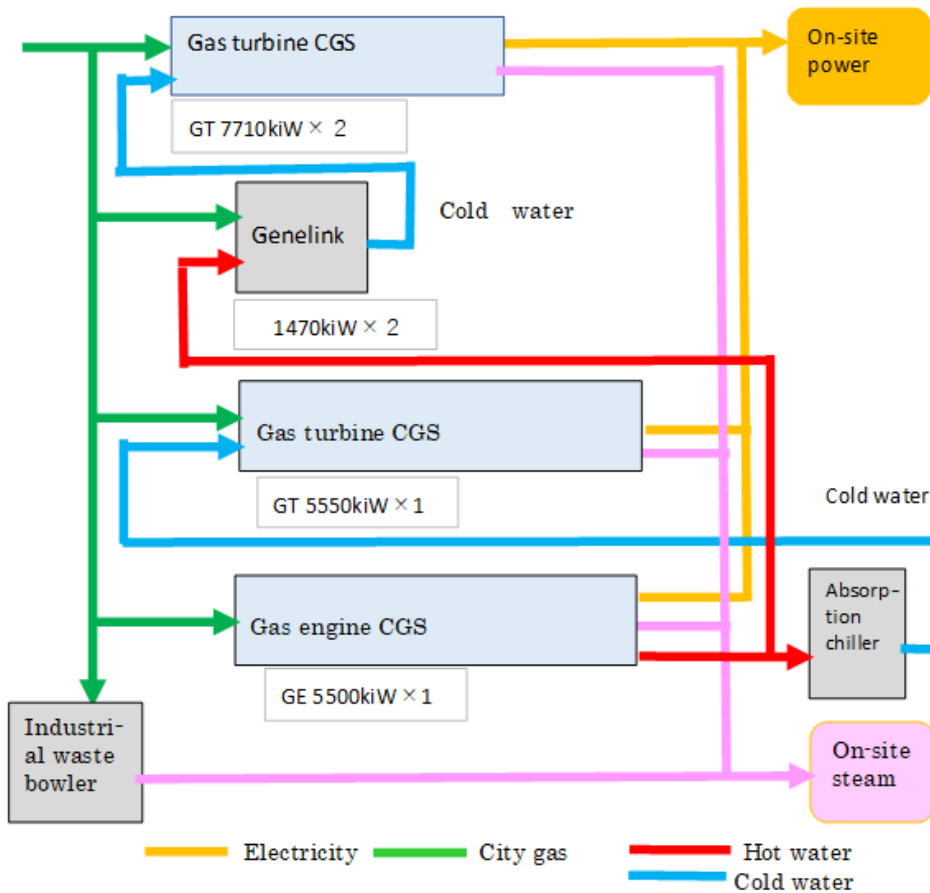 Gas turbine CGS
On-site
power
GT 7710kiW × 2
Cold water
Genelink
1470kiW × 2
Gas turbine CGS
GT 5550kiW ×1
Cold water
Gas engine CGS
Absorp-
tion
chiller
GE 5500kiW ×1
Industri-
al waste
bowler
On-site
steam
Electricity
City gas
Hot water
Cold water